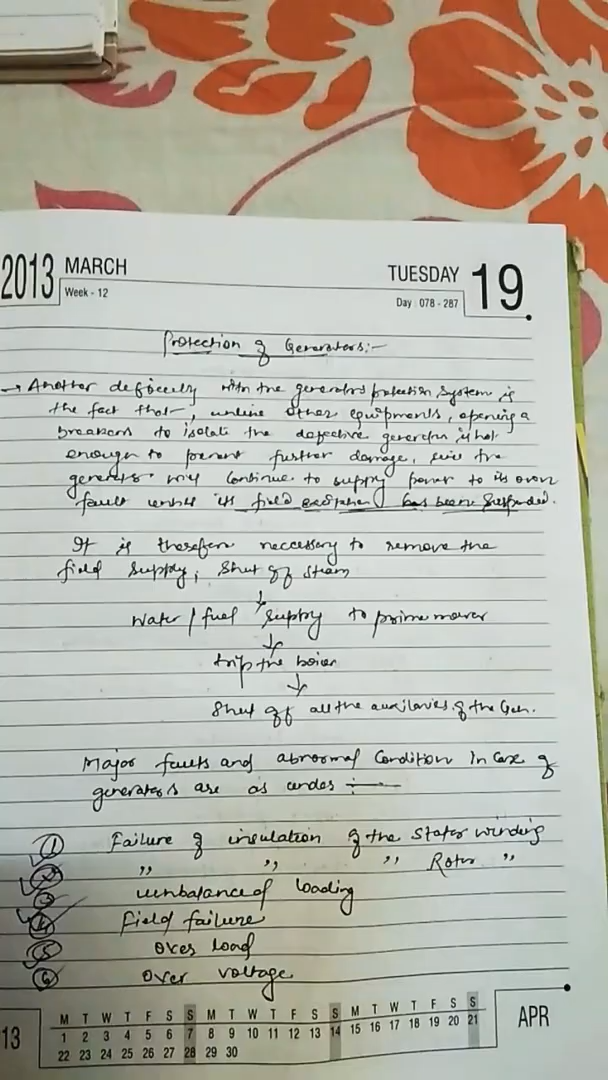 2013 MARCH TUESDAY 19
Week - 12 Day : 078 - 287
Protection of Generators:-
→ Another deficulty with the generators protection system is
the fact that, unlike other equipments, opening a
breakers to isolate the defective generator is not
enough to prevent further damage, since the
generator will continue to supply power to its own
fault untill its field excitation has been suspended.
It is therefore neccessary to remove the
field supply, Shut off steam
↓
Water / fuel supply to prime mover
↓
trip the boier
↓
Shut off all the auxilaries of the Gen.
Major faults and abnormal Condition in Case of
generators are as under :—
① Failure of insulation of the Stator winding
② ,, ,, ,, Rotor ,,
③ unbalance of loading
④ Field failure
⑤ over load
⑥ over voltage
13 M T W T F S S M T W T F S S M T W T F S S APR
1 2 3 4 5 6 7 8 9 10 11 12 13 14 15 16 17 18 19 20 21
22 23 24 25 26 27 28 29 30